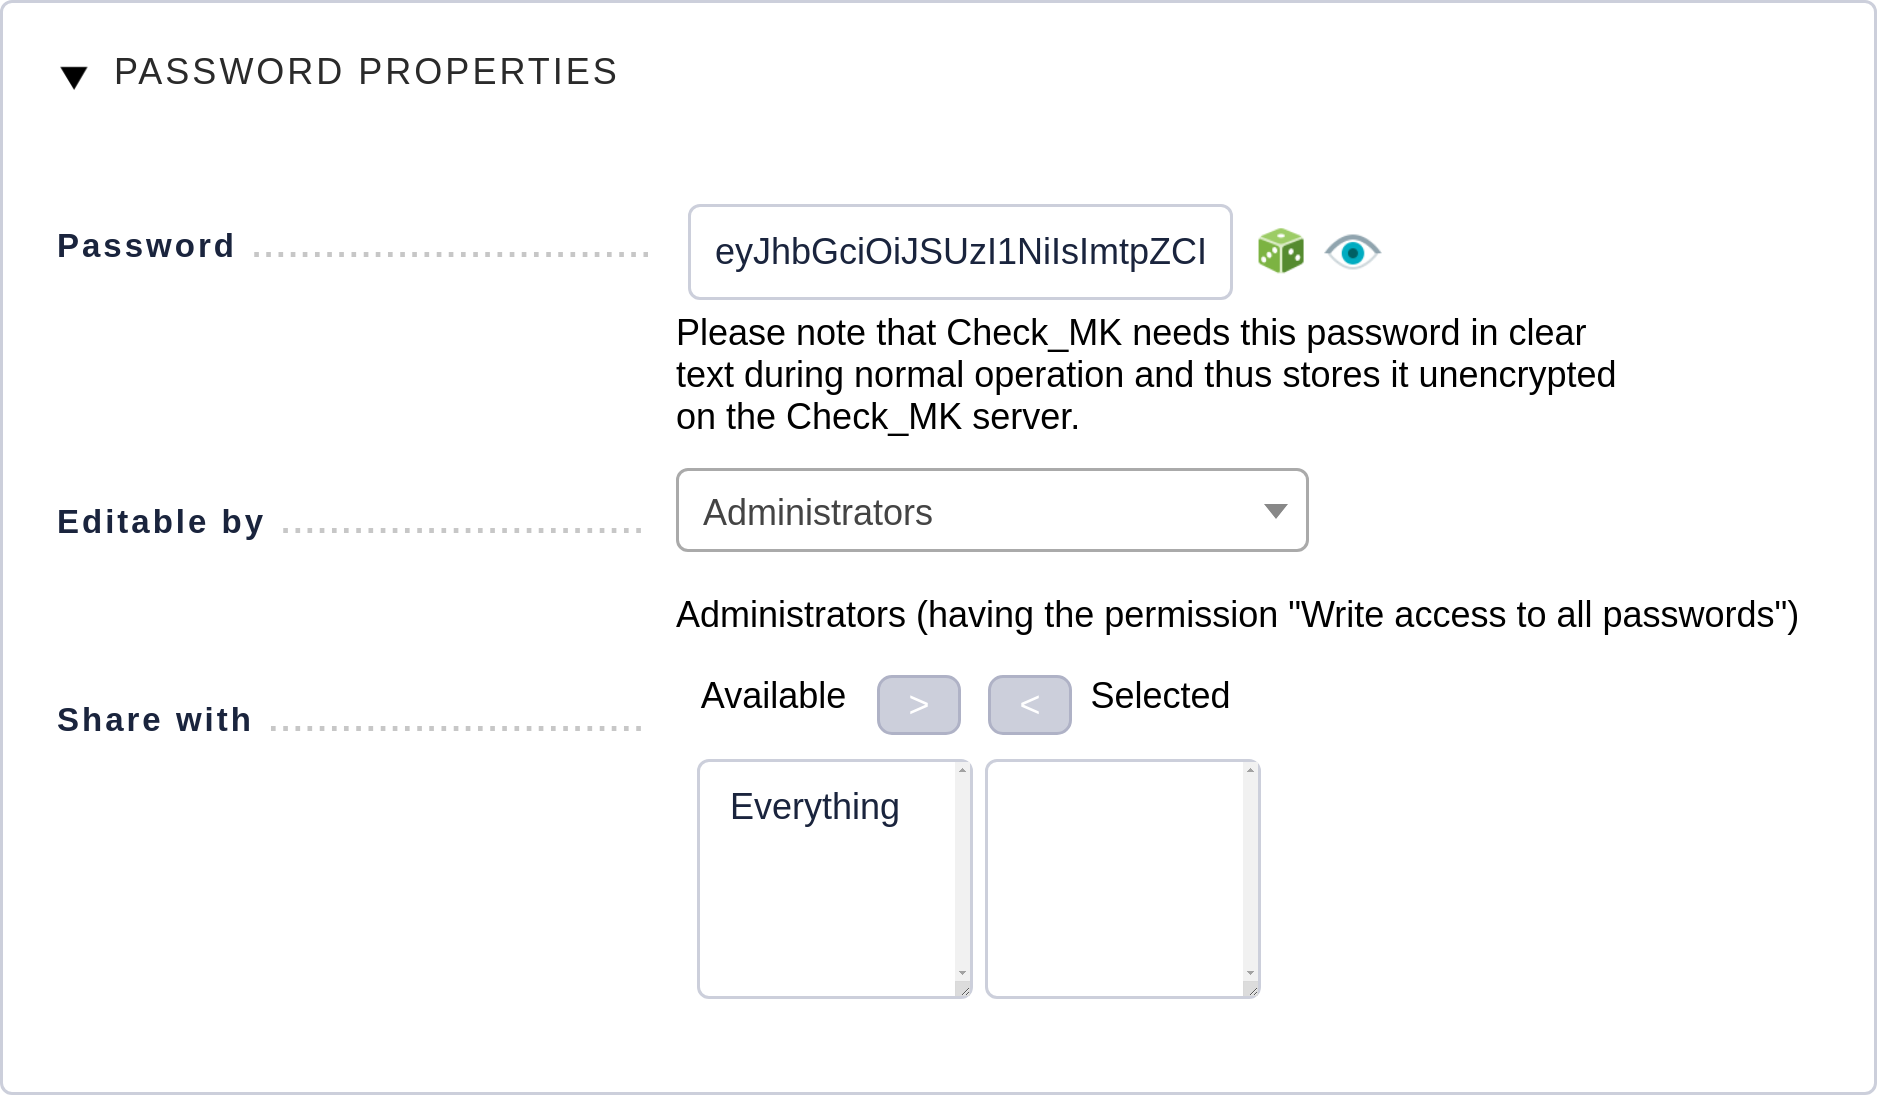 PASSWORD PROPERTIES
Password
eyJhbGciOiJSUzI1NiIsImtpZCI
Please note that Check_MK needs this password in clear
text during normal operation and thus stores it unencrypted
on the Check_MK server.
Editable by
Administrators
Administrators (having the permission "Write access to all passwords")
Share with
Available > < Selected
Everything